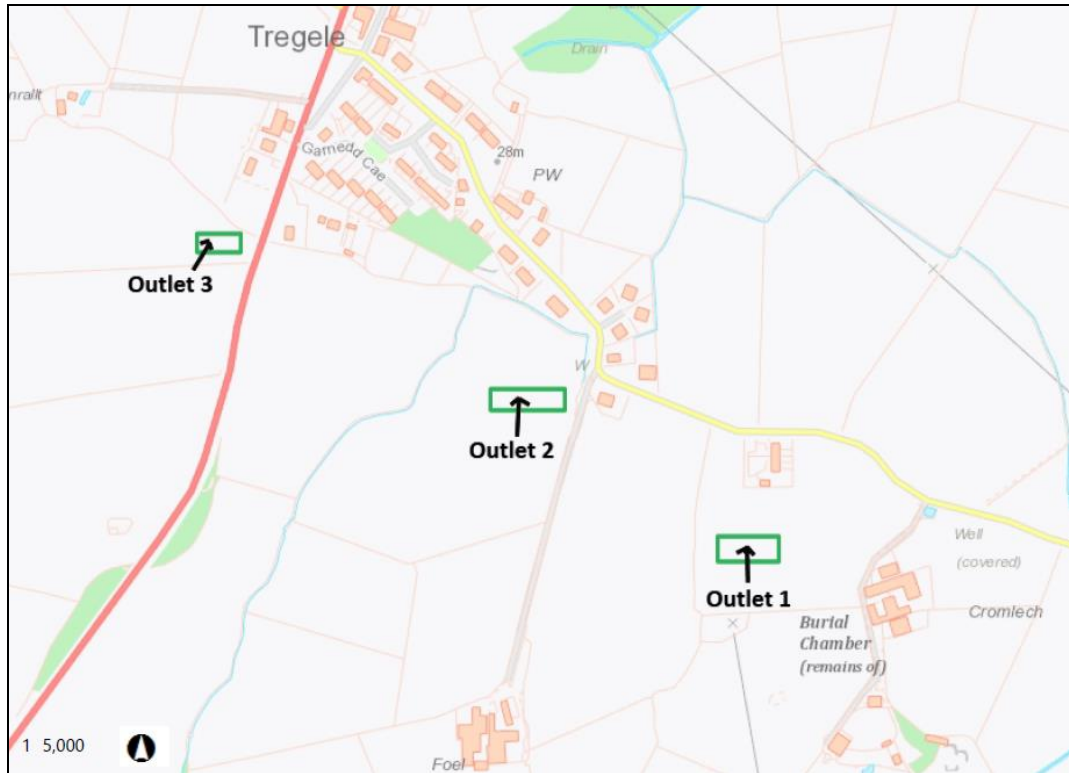 Tregele
Drain
nrallt
28m
Garnedd Cae
PW
Outlet 3
W
Outlet 2
Well
(covered)
Outlet 1
Cromlech
Burial
Chamber
(remains of)
1 5,000
Foel